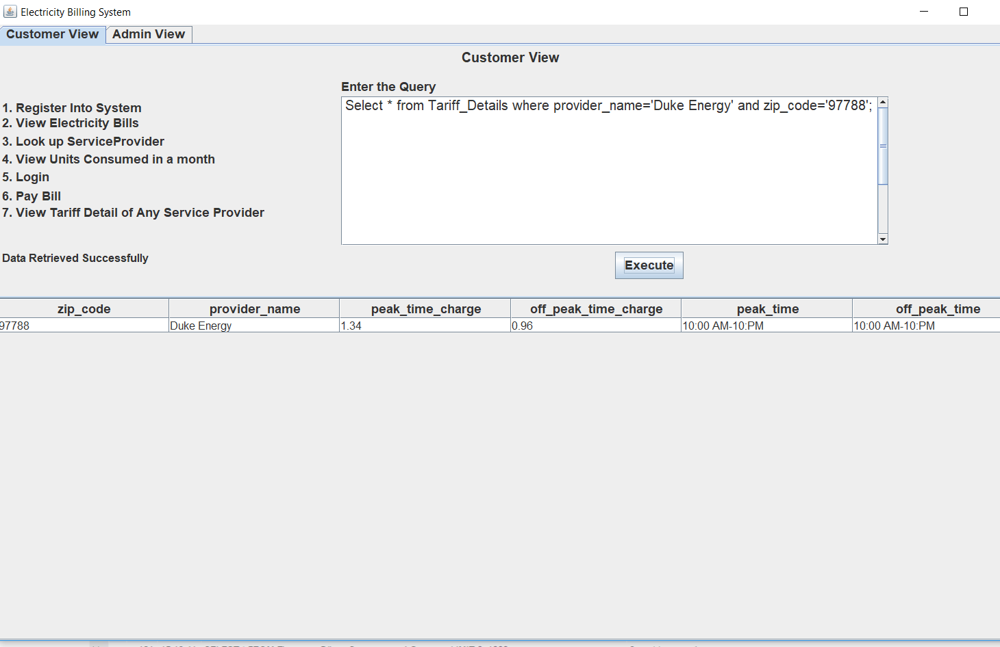 Electricity Billing System
Customer View
Admin View
Customer View
Enter the Query
Select * from Tariff_Details where provider_name='Duke Energy' and zip_code='97788';
1. Register Into System
2. View Electricity Bills
3. Look up ServiceProvider
4. View Units Consumed in a month
5. Login
6. Pay Bill
7. View Tariff Detail of Any Service Provider
Data Retrieved Successfully
Execute
zip_code provider_name peak_time_charge off_peak_time_charge peak_time off_peak_time
97788 Duke Energy 1.34 0.96 10:00 AM-10:PM 10:00 AM-10:PM